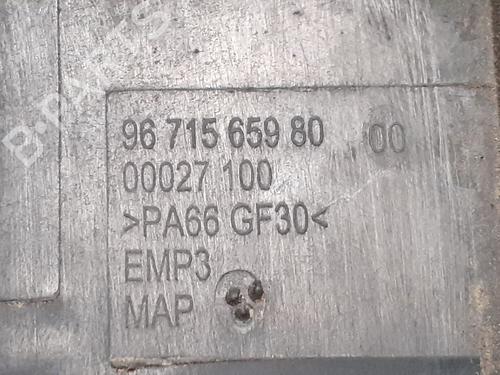 B-PARTS
96 715 659 80 00
00027 100
>PA66 GF30<
EMP3
MAP